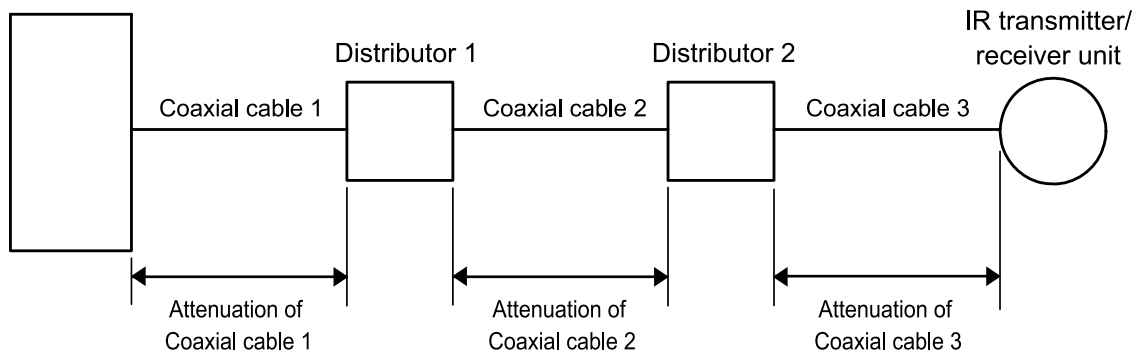 IR transmitter/
receiver unit
Distributor 1
Distributor 2
Coaxial cable 1
Coaxial cable 2
Coaxial cable 3
Attenuation of
Coaxial cable 1
Attenuation of
Coaxial cable 2
Attenuation of
Coaxial cable 3